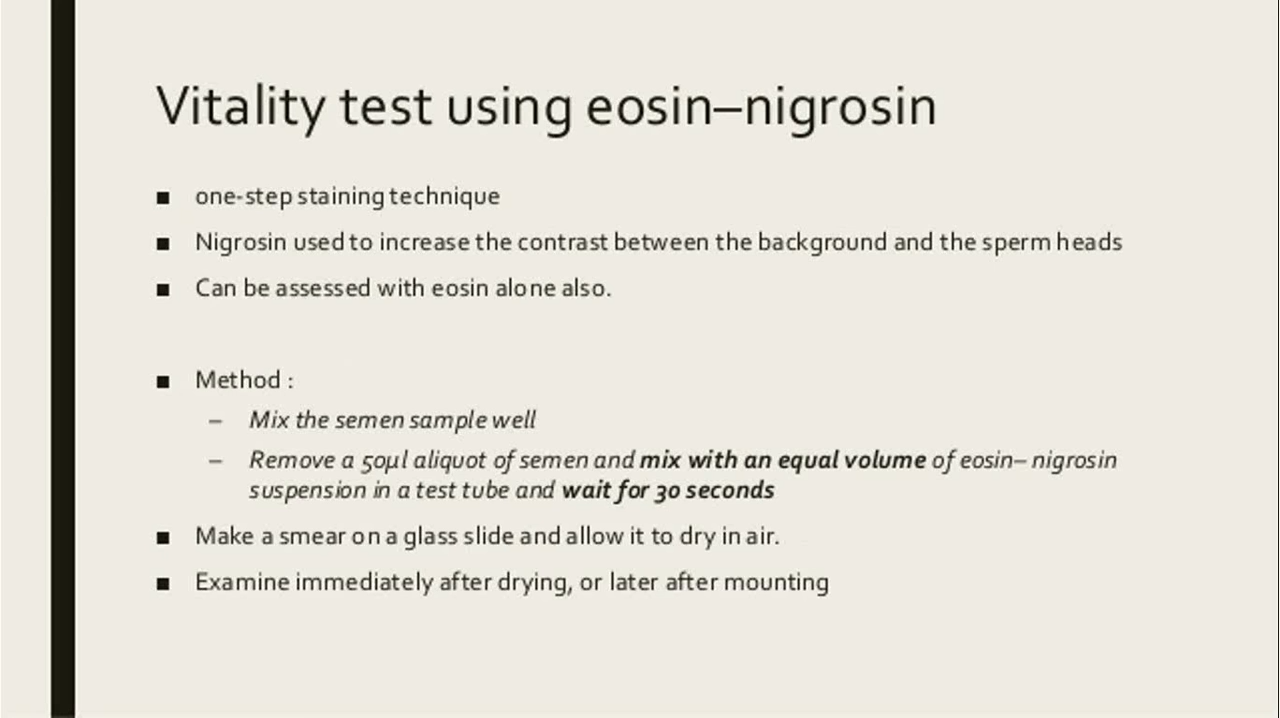 Vitality test using eosin–nigrosin
■ one-step staining technique
■ Nigrosin used to increase the contrast between the background and the sperm heads
■ Can be assessed with eosin alone also.
■ Method :
– Mix the semen sample well
– Remove a 50µl aliquot of semen and mix with an equal volume of eosin– nigrosin
suspension in a test tube and wait for 30 seconds
■ Make a smear on a glass slide and allow it to dry in air.
■ Examine immediately after drying, or later after mounting